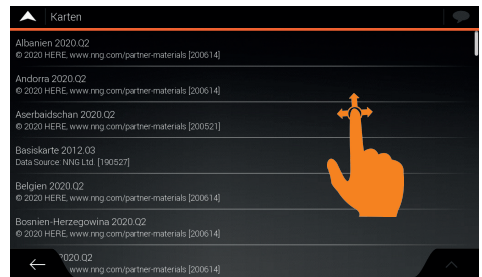 Karten
Albanien 2020.Q2
© 2020 HERE, www.nng.com/partner-materials [200614]
Andorra 2020.Q2
© 2020 HERE, www.nng.com/partner-materials [200614]
Aserbaidschan 2020.Q2
© 2020 HERE, www.nng.com/partner-materials [200521]
Basiskarte 2012.03
Data Source: NNG Ltd. [190527]
Belgien 2020.Q2
© 2020 HERE, www.nng.com/partner-materials [200614]
Bosnien-Herzegowina 2020.Q2
© 2020 HERE, www.nng.com/partner-materials [200614]
2020.Q2
www.nng.com/partner-materials [200614]